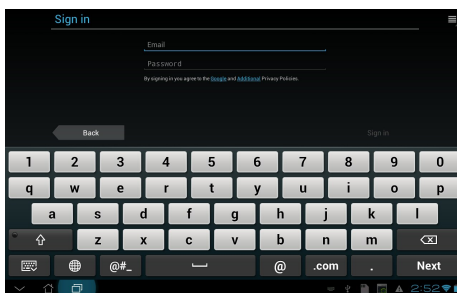 Sign in
Email
Password
By signing in you agree to the Google and Additional Privacy Policies.
Back
Sign in
1 2 3 4 5 6 7 8 9 0
q w e r t y u i o p
a s d f g h j k l
z x c v b n m
@#_ @ .com . Next
2:52